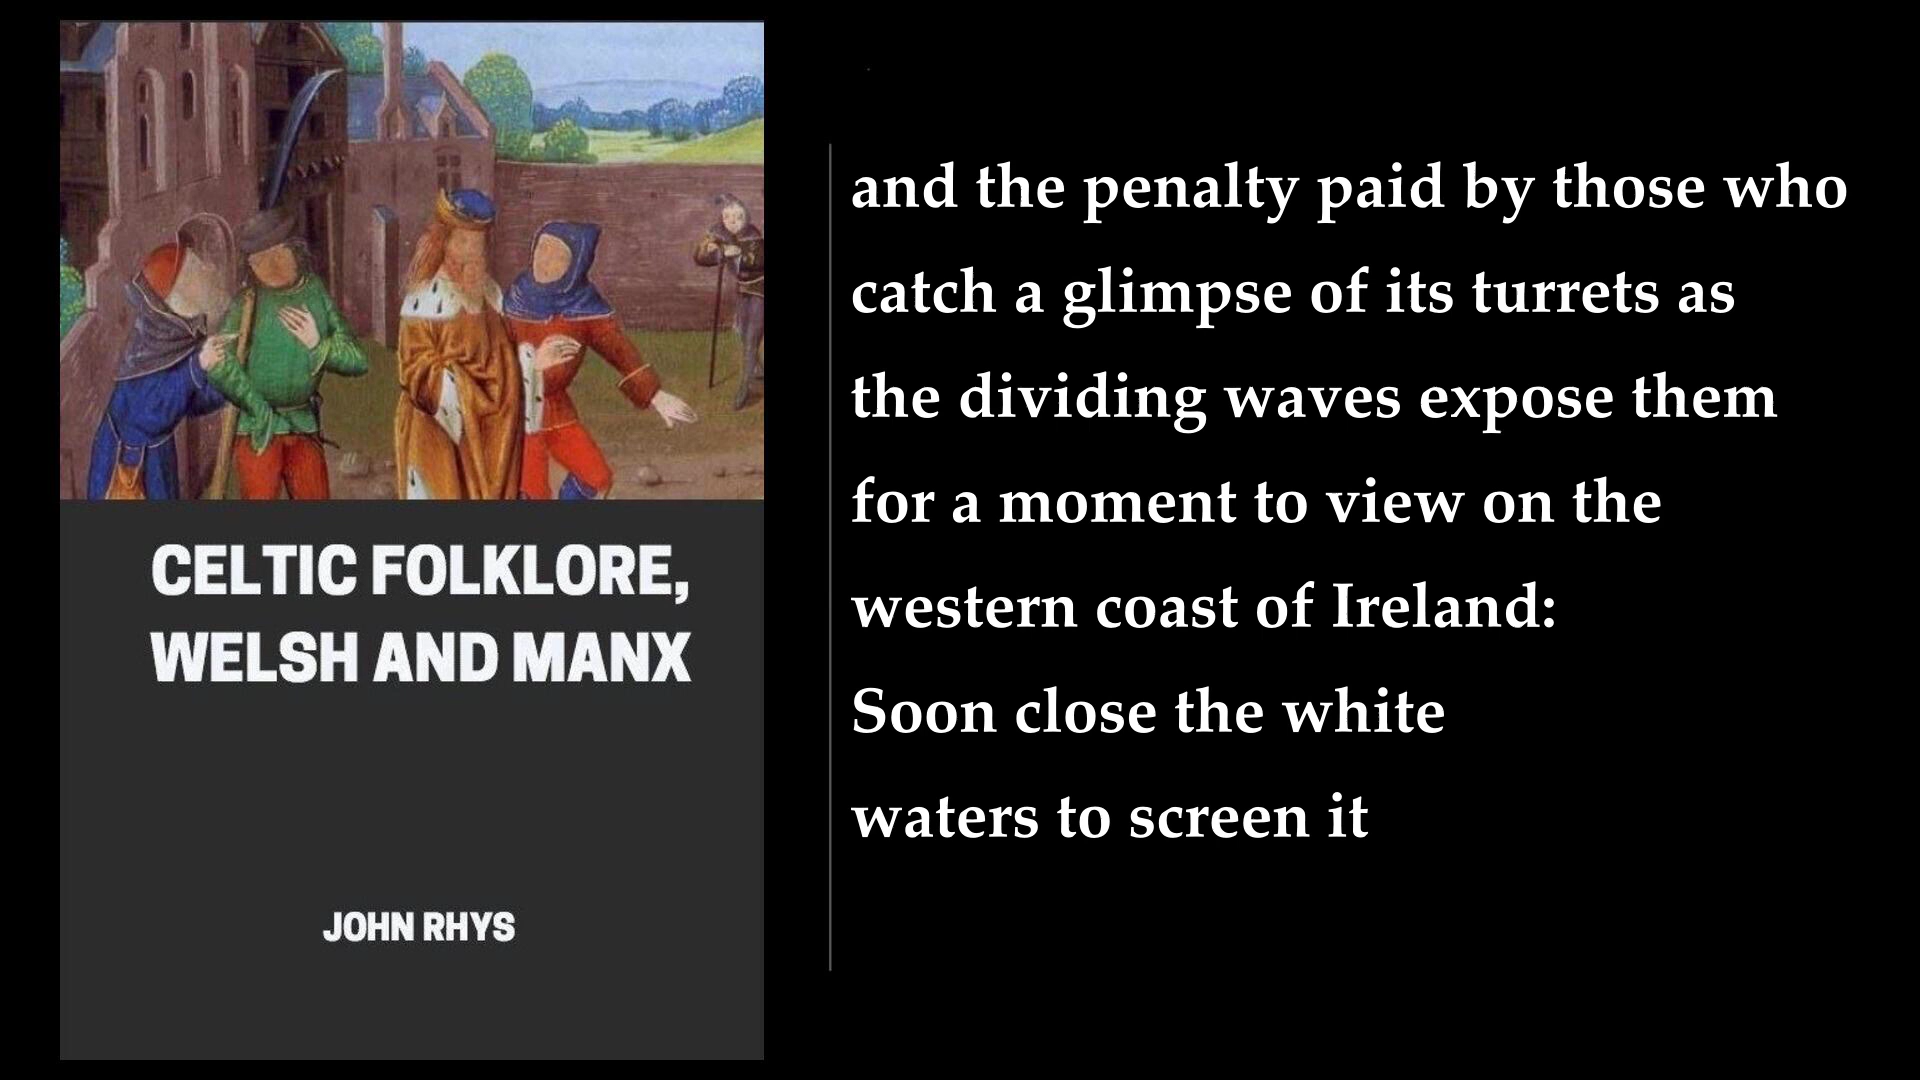 CELTIC FOLKLORE,
WELSH AND MANX
JOHN RHYS
and the penalty paid by those who
catch a glimpse of its turrets as
the dividing waves expose them
for a moment to view on the
western coast of Ireland:
Soon close the white
waters to screen it